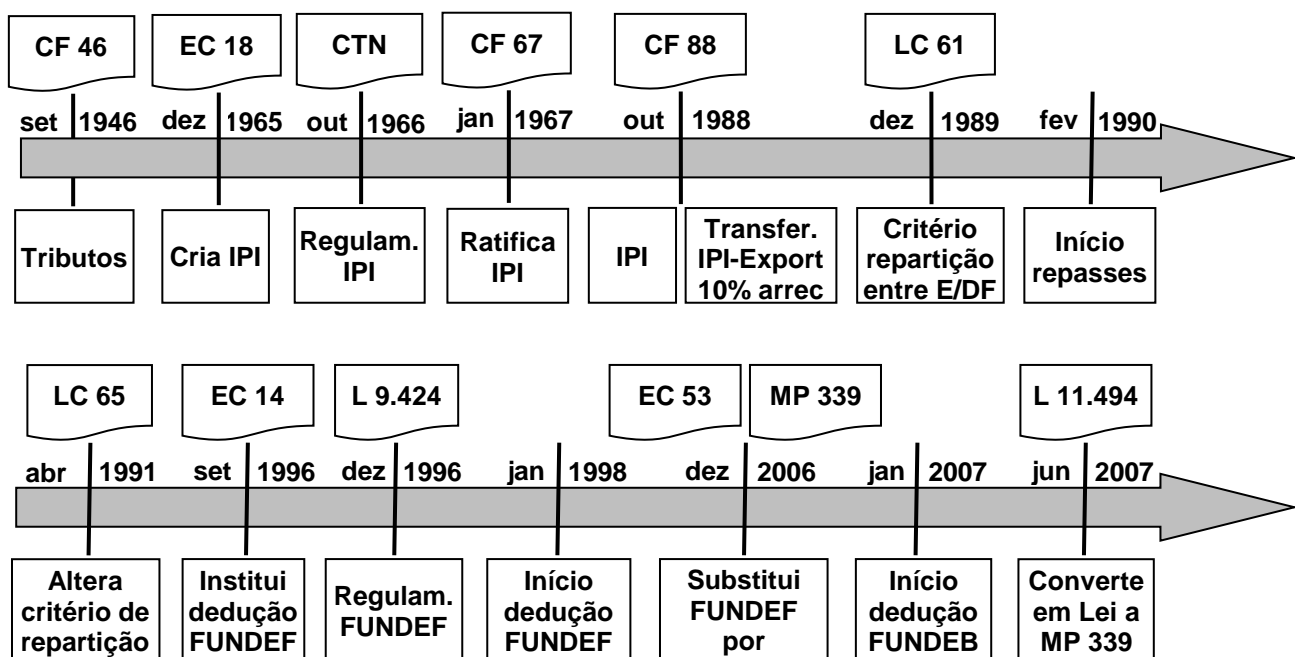 CF 46
EC 18
CTN
CF 67
CF 88
LC 61
set 1946
dez 1965
out 1966
jan 1967
out 1988
dez 1989
fev 1990
Tributos
Cria IPI
Regulam.
IPI
Ratifica
IPI
IPI
Transfer.
IPI-Export
10% arrec
Critério
repartição
entre E/DF
Início
repasses
LC 65
EC 14
L 9.424
EC 53
MP 339
L 11.494
abr 1991
set 1996
dez 1996
jan 1998
dez 2006
jan 2007
jun 2007
Altera
critério de
repartição
Institui
dedução
FUNDEF
Regulam.
FUNDEF
Início
dedução
FUNDEF
Substitui
FUNDEF
por
Início
dedução
FUNDEB
Converte
em Lei a
MP 339